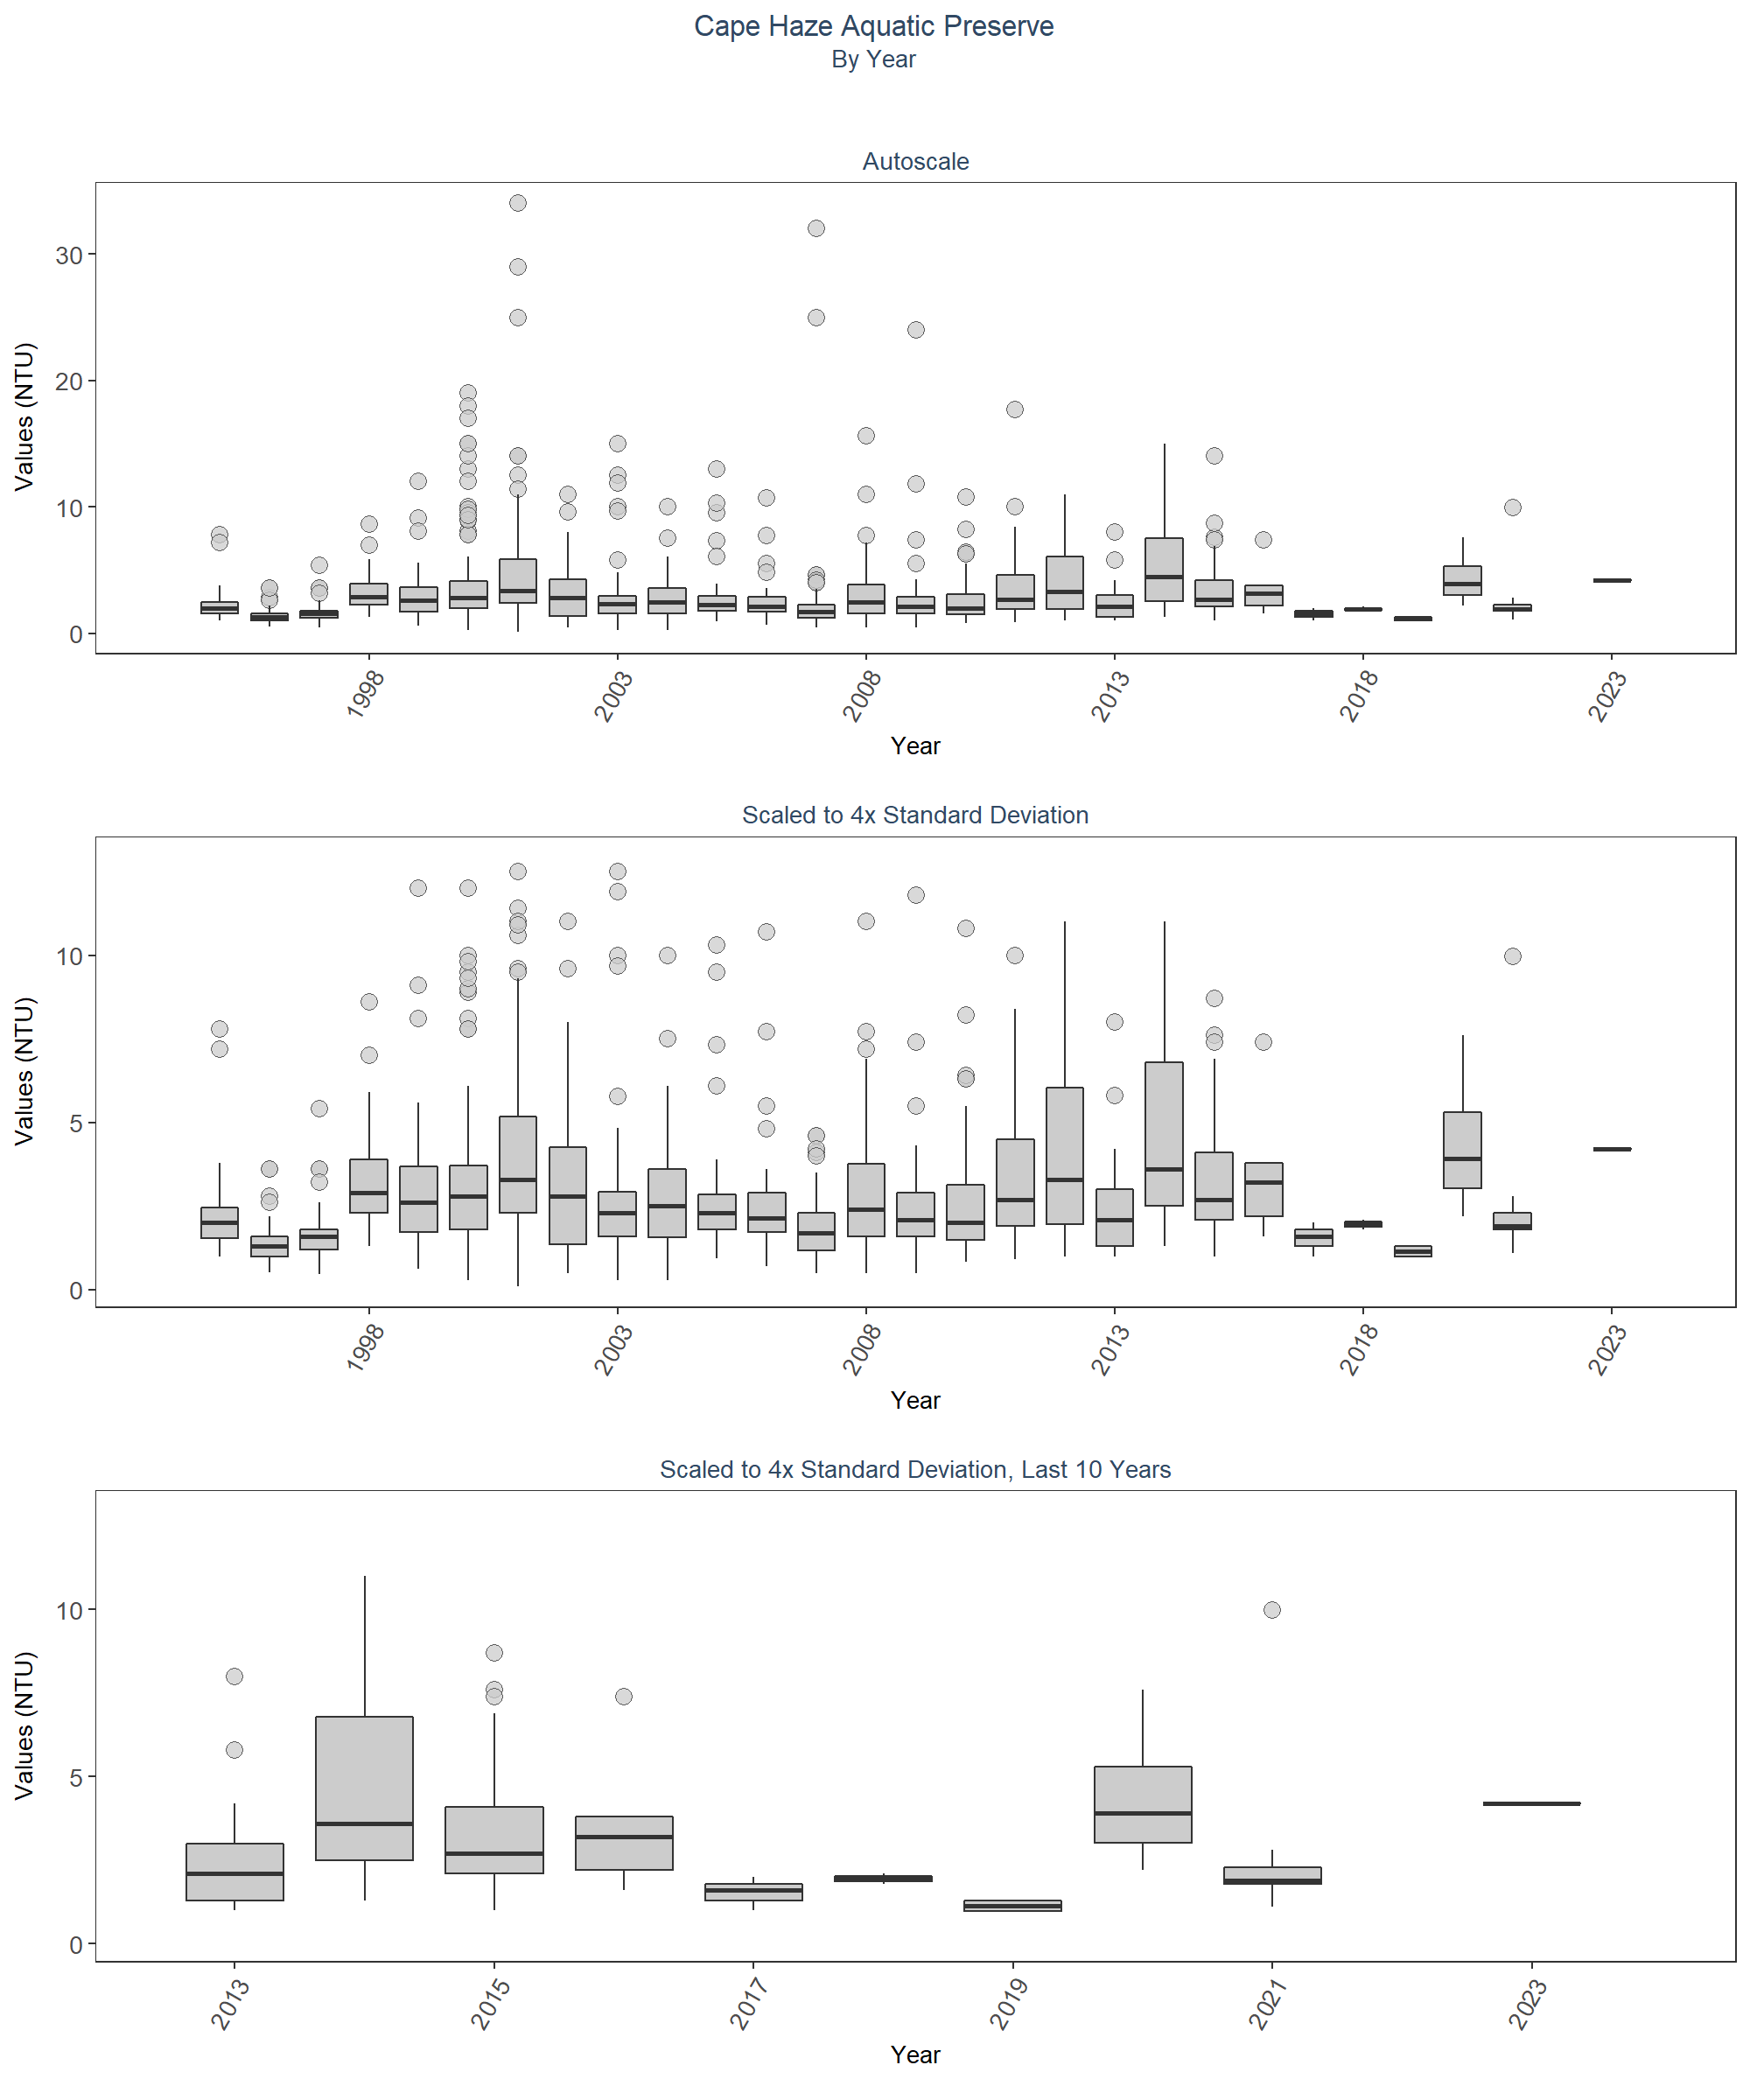 Cape Haze Aquatic Preserve
By Year
Autoscale
Values (NTU)
30
20
10
0
1998
2003
2008
2013
2018
2023
Year
Scaled to 4x Standard Deviation
Values (NTU)
10
5
0
1998
2003
2008
2013
2018
2023
Year
Scaled to 4x Standard Deviation, Last 10 Years
Values (NTU)
10
5
0
2013
2015
2017
2019
2021
2023
Year